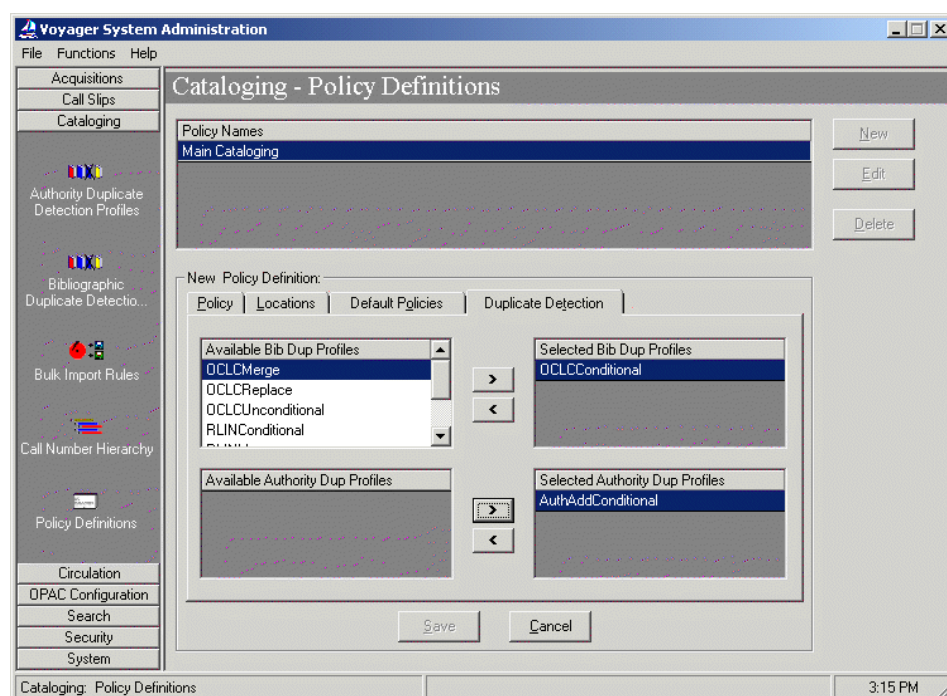 Voyager System Administration
File Functions Help
Acquisitions
Call Slips
Cataloging
Authority Duplicate
Detection Profiles
Bibliographic
Duplicate Detectio...
Bulk Import Rules
Call Number Hierarchy
Policy Definitions
Circulation
OPAC Configuration
Search
Security
System
Cataloging - Policy Definitions
Policy Names
Main Cataloging
New
Edit
Delete
New Policy Definition:
Policy Locations Default Policies Duplicate Detection
Available Bib Dup Profiles
OCLCMerge
OCLCReplace
OCLCUnconditional
RLINConditional
>
<
Selected Bib Dup Profiles
OCLCConditional
Available Authority Dup Profiles
>
<
Selected Authority Dup Profiles
AuthAddConditional
Save Cancel
Cataloging: Policy Definitions
3:15 PM